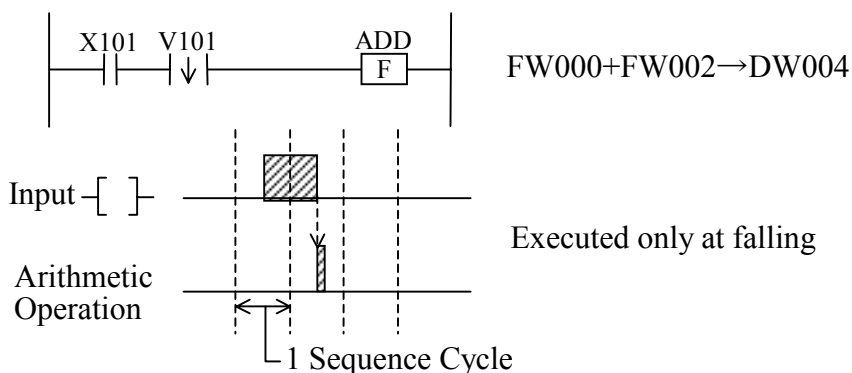 X101 V101 ADD
F
FW000+FW002→DW004
Input
Executed only at falling
Arithmetic
Operation
1 Sequence Cycle